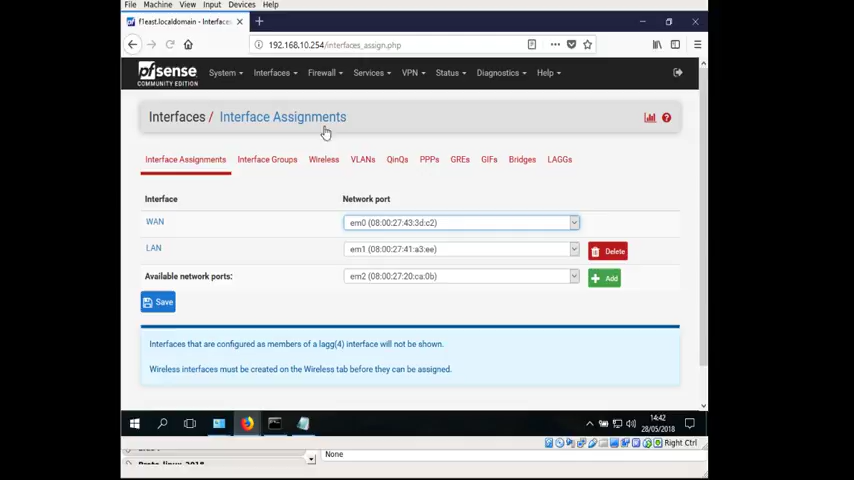 File Machine View Input Devices Help
f1east.localdomain - Interface
192.168.10.254/interfaces_assign.php
pfsense
COMMUNITY EDITION
System Interfaces Firewall Services VPN Status Diagnostics Help
Interfaces / Interface Assignments
Interface Assignments Interface Groups Wireless VLANs QinQs PPPs GREs GIFs Bridges LAGGs
Interface Network port
WAN em0 (08:00:27:43:3d:c2)
LAN em1 (08:00:27:41:a3:ee) Delete
Available network ports: em2 (08:00:27:20:ca:0b) Add
Save
Interfaces that are configured as members of a lagg(4) interface will not be shown.
Wireless interfaces must be created on the Wireless tab before they can be assigned.
14:42
28/05/2018
Right Ctrl
None